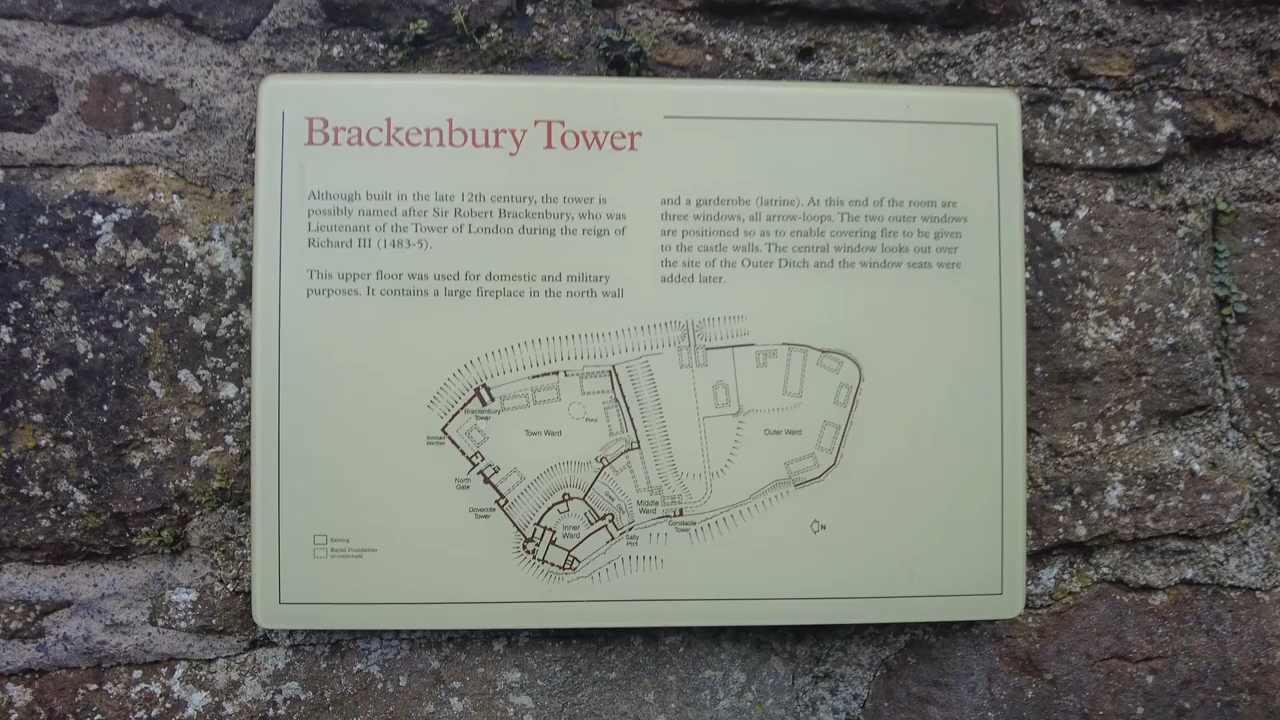 Brackenbury Tower
Although built in the late 12th century, the tower is
possibly named after Sir Robert Brackenbury, who was
Lieutenant of the Tower of London during the reign of
Richard III (1483-5).
This upper floor was used for domestic and military
purposes. It contains a large fireplace in the north wall
and a garderobe (latrine). At this end of the room are
three windows, all arrow-loops. The two outer windows
are positioned so as to enable covering fire to be given
to the castle walls. The central window looks out over
the site of the Outer Ditch and the window seats were
added later.
Brackenbury
Tower
Pond
Town Ward
Outer Ward
North
Gate
Dovecote
Tower
Great
Middle
Ward
Inner
Ward
Sally
Port
Constable
Tower
N
Existing
Buried Foundations